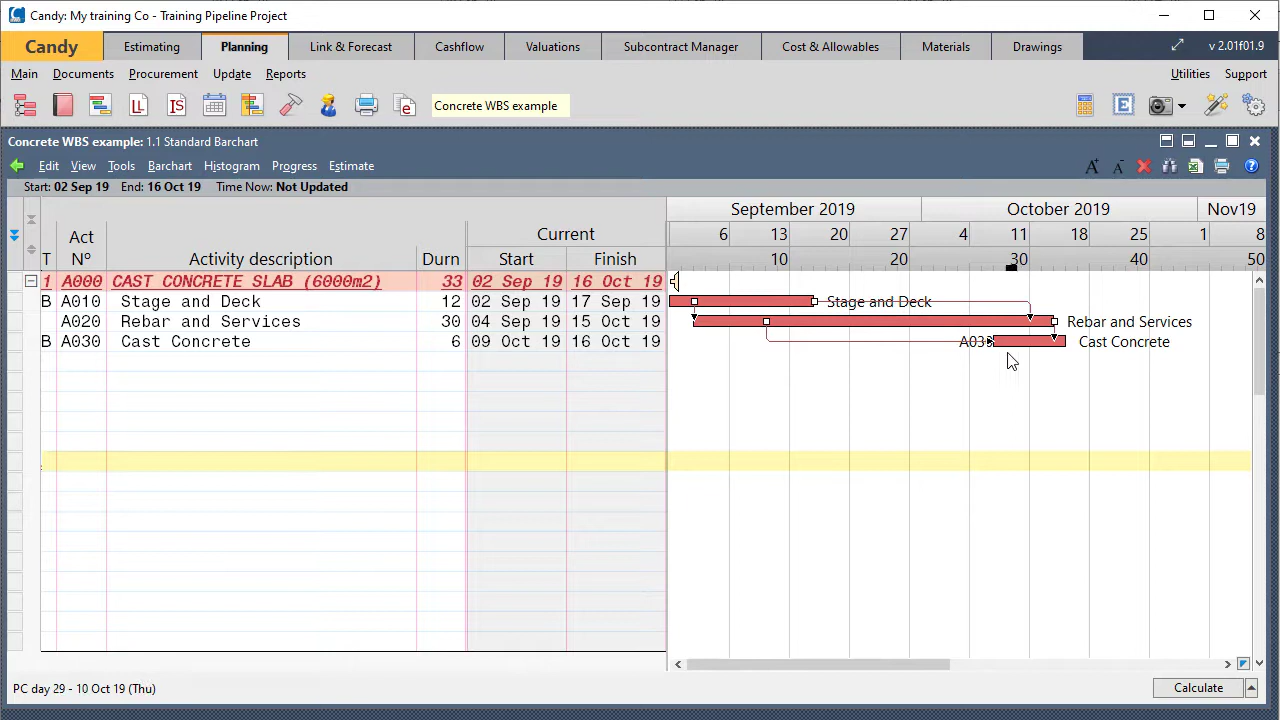 Candy: My training Co - Training Pipeline Project
Candy Estimating Planning Link & Forecast Cashflow Valuations Subcontract Manager Cost & Allowables Materials Drawings v 2.01f01.9
Main Documents Procurement Update Reports Utilities Support
Concrete WBS example
Concrete WBS example: 1.1 Standard Barchart
Edit View Tools Barchart Histogram Progress Estimate
Start: 02 Sep 19 End: 16 Oct 19 Time Now: Not Updated
September 2019 October 2019 Nov19
Act Current 6 13 20 27 4 11 18 25 1 8
T Nº Activity description Durn Start Finish 10 20 30 40 50
1 A000 CAST CONCRETE SLAB (6000m2) 33 02 Sep 19 16 Oct 19
B A010 Stage and Deck 12 02 Sep 19 17 Sep 19 Stage and Deck
A020 Rebar and Services 30 04 Sep 19 15 Oct 19 Rebar and Services
B A030 Cast Concrete 6 09 Oct 19 16 Oct 19 Cast Concrete
PC day 29 - 10 Oct 19 (Thu) Calculate